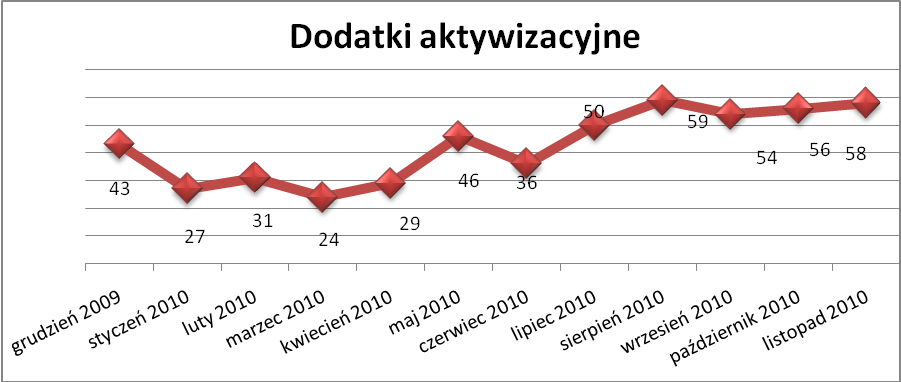 Dodatki aktywizacyjne
43
27
31
24
29
46
36
50
59
54
56
58
grudzień 2009
styczeń 2010
luty 2010
marzec 2010
kwiecień 2010
maj 2010
czerwiec 2010
lipiec 2010
sierpień 2010
wrzesień 2010
październik 2010
listopad 2010